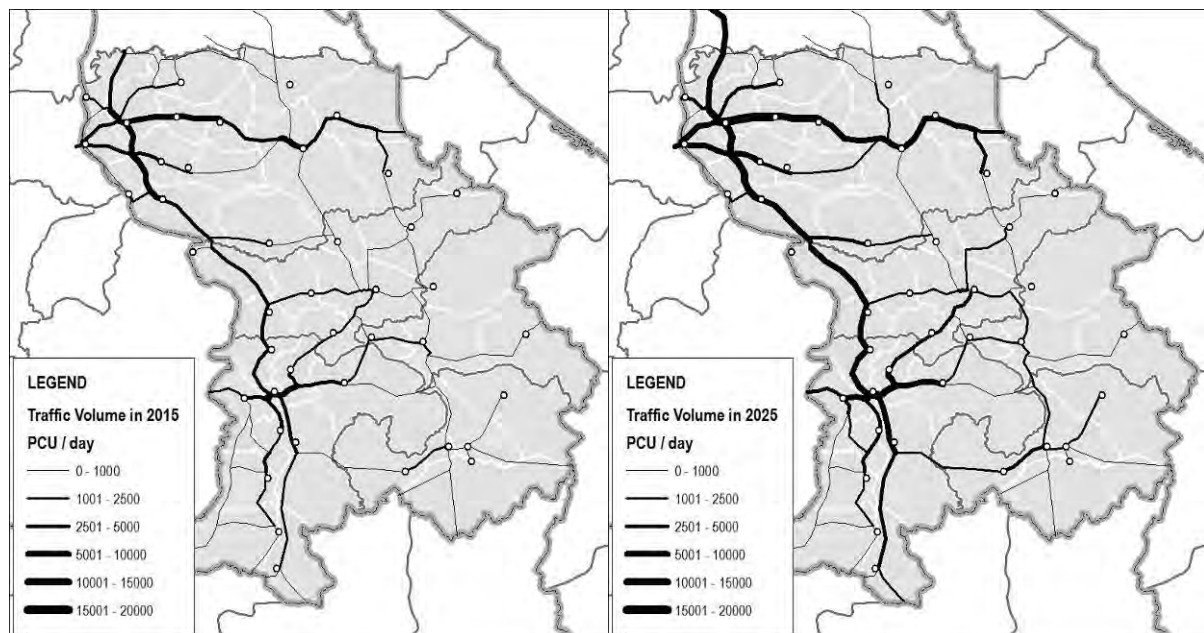 LEGEND
Traffic Volume in 2015
PCU / day
0 - 1000
1001 - 2500
2501 - 5000
5001 - 10000
10001 - 15000
15001 - 20000
LEGEND
Traffic Volume in 2025
PCU / day
0 - 1000
1001 - 2500
2501 - 5000
5001 - 10000
10001 - 15000
15001 - 20000